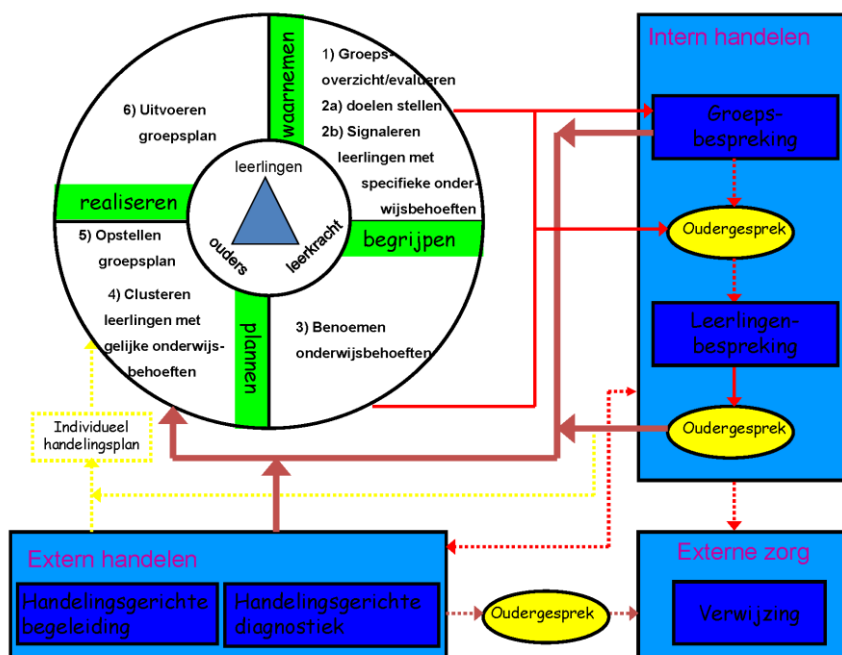 waarnemen
1) Groeps-
overzicht/evalueren
2a) doelen stellen
2b) Signaleren
leerlingen met
specifieke onder-
wijsbehoeften
begrijpen
3) Benoemen
onderwijsbehoeften
plannen
4) Clusteren
leerlingen met
gelijke onderwijs-
behoeften
5) Opstellen
groepsplan
realiseren
6) Uitvoeren
groepsplan
leerlingen
ouders
leerkracht
Individueel
handelingsplan
Intern handelen
Groeps-
bespreking
Oudergesprek
Leerlingen-
bespreking
Oudergesprek
Extern handelen
Handelingsgerichte
begeleiding
Handelingsgerichte
diagnostiek
Oudergesprek
Externe zorg
Verwijzing